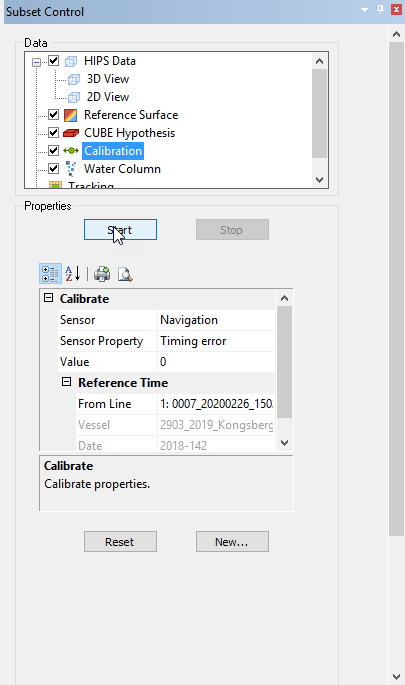 Subset Control
Data
HIPS Data
3D View
2D View
Reference Surface
CUBE Hypothesis
Calibration
Water Column
Tracking
Properties
Start Stop
Calibrate
Sensor Navigation
Sensor Property Timing error
Value 0
Reference Time
From Line 1: 0007_20200226_150
Vessel 2903_2019_Kongsberg
Date 2018-142
Calibrate
Calibrate properties.
Reset New...